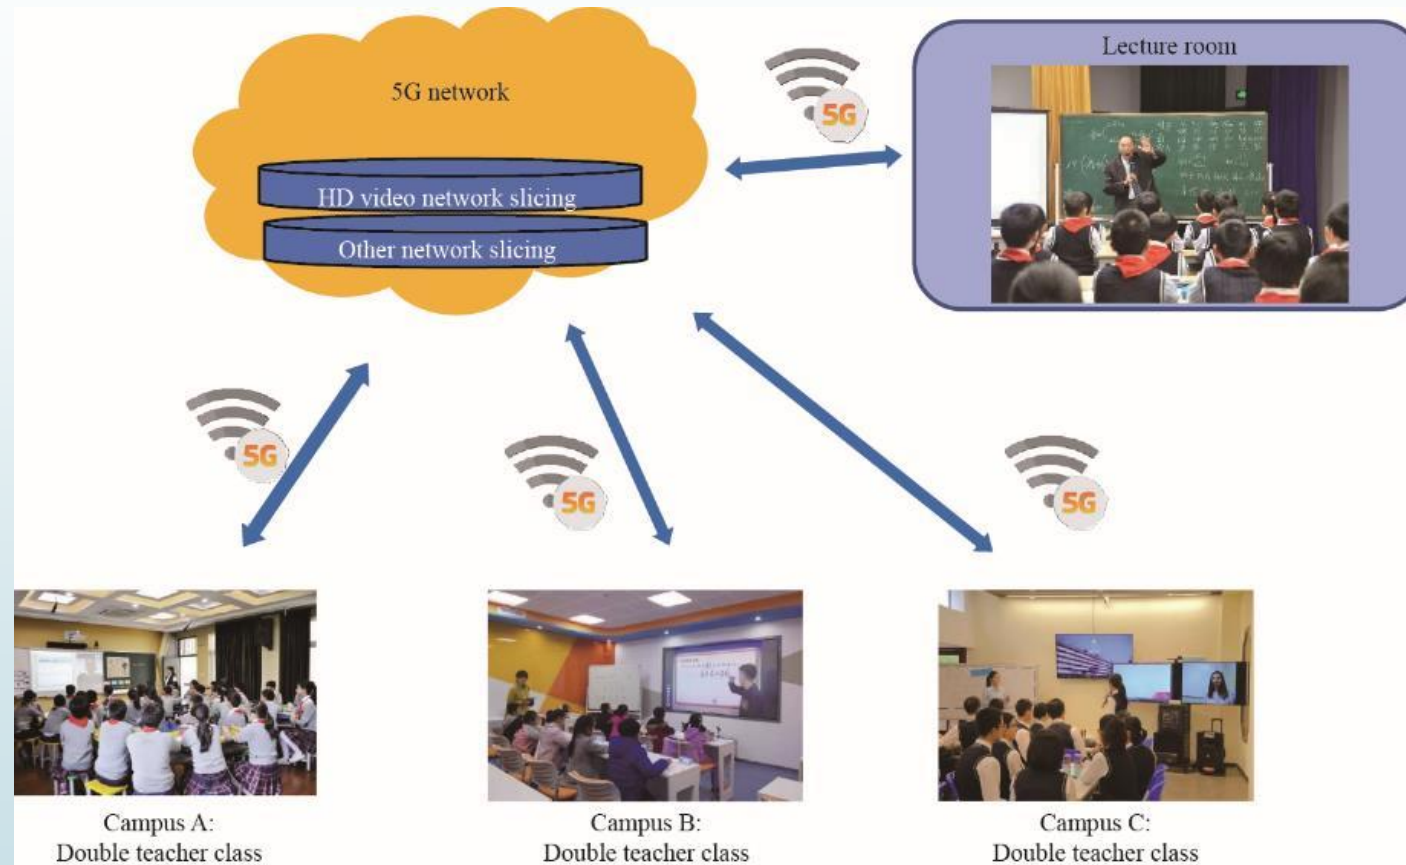 5G network
HD video network slicing
Other network slicing
5G
Lecture room
5G
5G
5G
Campus A:
Double teacher class
Campus B:
Double teacher class
Campus C:
Double teacher class